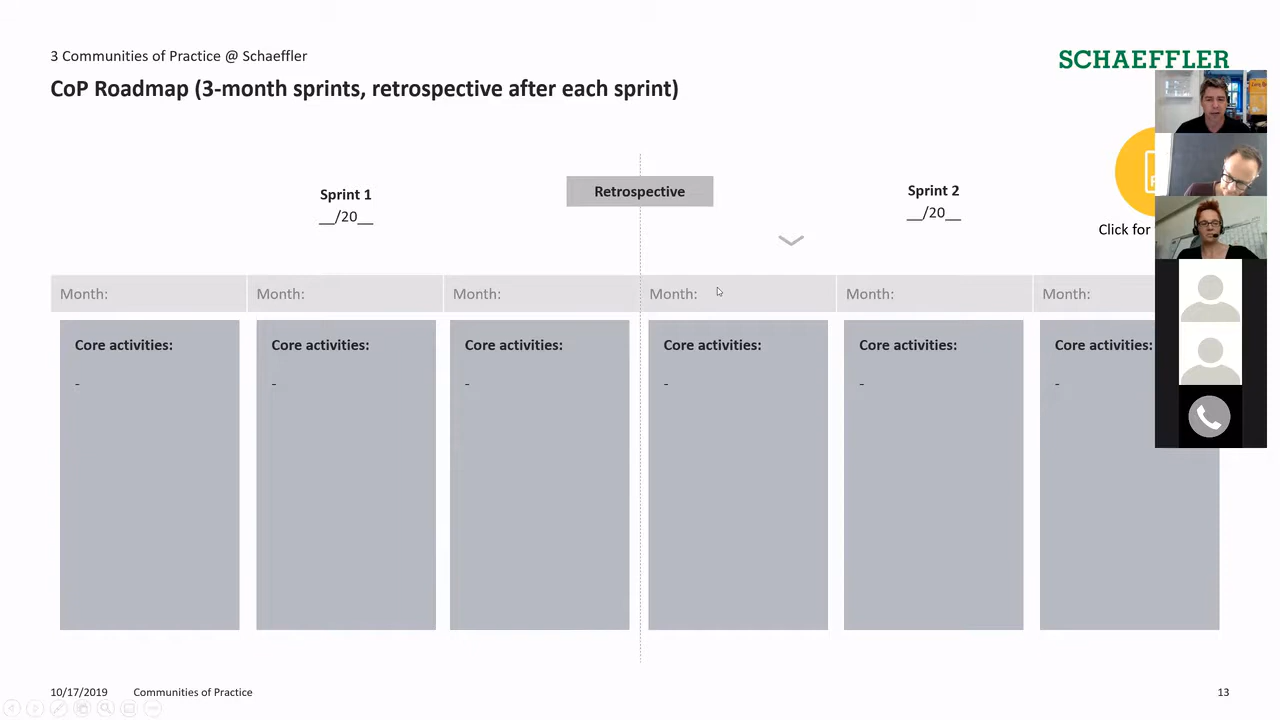 3 Communities of Practice @ Schaeffler
SCHAEFFLER
CoP Roadmap (3-month sprints, retrospective after each sprint)
Sprint 1
__/20__
Retrospective
Sprint 2
__/20__
Click for
Month:
Month:
Month:
Month:
Month:
Month:
Core activities:
-
Core activities:
-
Core activities:
-
Core activities:
-
Core activities:
-
Core activities:
-
10/17/2019
Communities of Practice
13